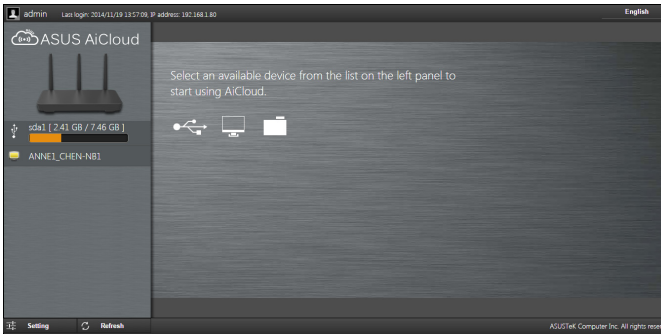 admin Last login: 2014/11/19 13:57:09, IP address: 192.168.1.80 English
ASUS AiCloud
Select an available device from the list on the left panel to
start using AiCloud.
sda1 [ 2.41 GB / 7.46 GB ]
ANNE1_CHEN-NB1
Setting Refresh ASUSTeK Computer Inc. All rights rese